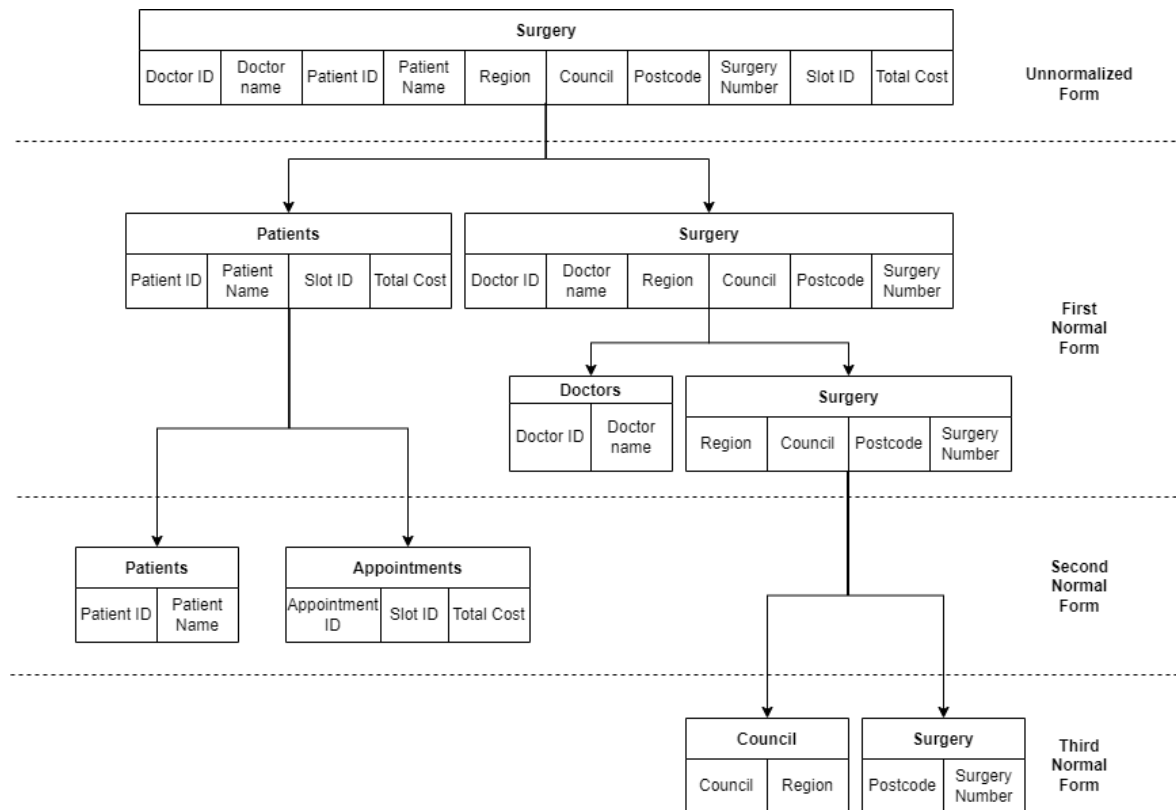 Surgery
Doctor ID
Doctor
name
Patient ID
Patient
Name
Region
Council
Postcode
Surgery
Number
Slot ID
Total Cost
Unnormalized
Form
Patients
Patient ID
Patient
Name
Slot ID
Total Cost
Surgery
Doctor ID
Doctor
name
Region
Council
Postcode
Surgery
Number
First
Normal
Form
Doctors
Doctor ID
Doctor
name
Surgery
Region
Council
Postcode
Surgery
Number
Patients
Patient ID
Patient
Name
Appointments
Appointment
ID
Slot ID
Total Cost
Second
Normal
Form
Council
Council
Region
Surgery
Postcode
Surgery
Number
Third
Normal
Form